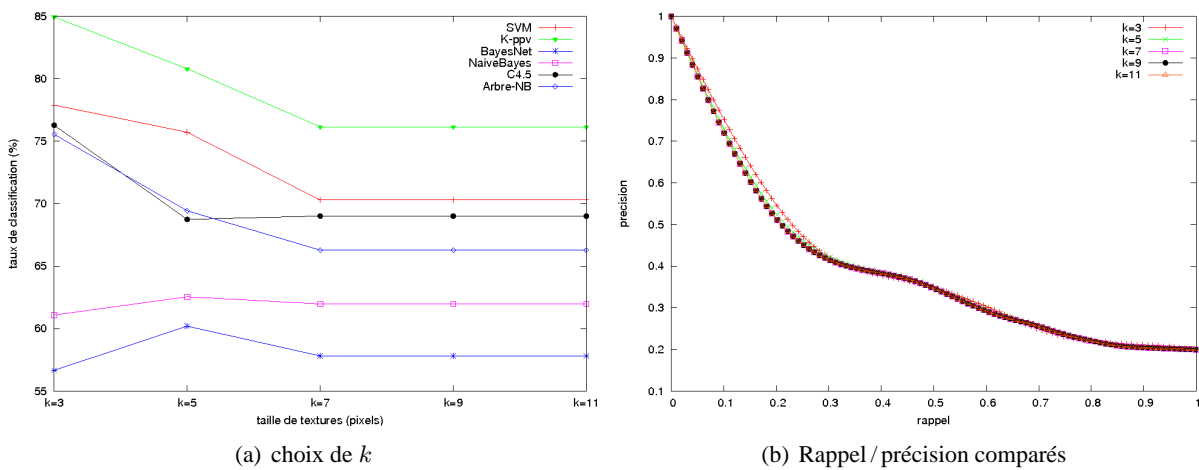 85
80
75
70
65
60
55
taux de classification (%)
k=3
k=5
k=7
k=9
k=11
taille de textures (pixels)
SVM
K-ppv
BayesNet
NaiveBayes
C4.5
Arbre-NB
(a) choix de k
1
0.9
0.8
0.7
0.6
0.5
0.4
0.3
0.2
0.1
precision
0
0.1
0.2
0.3
0.4
0.5
0.6
0.7
0.8
0.9
1
rappel
k=3
k=5
k=7
k=9
k=11
(b) Rappel / précision comparés